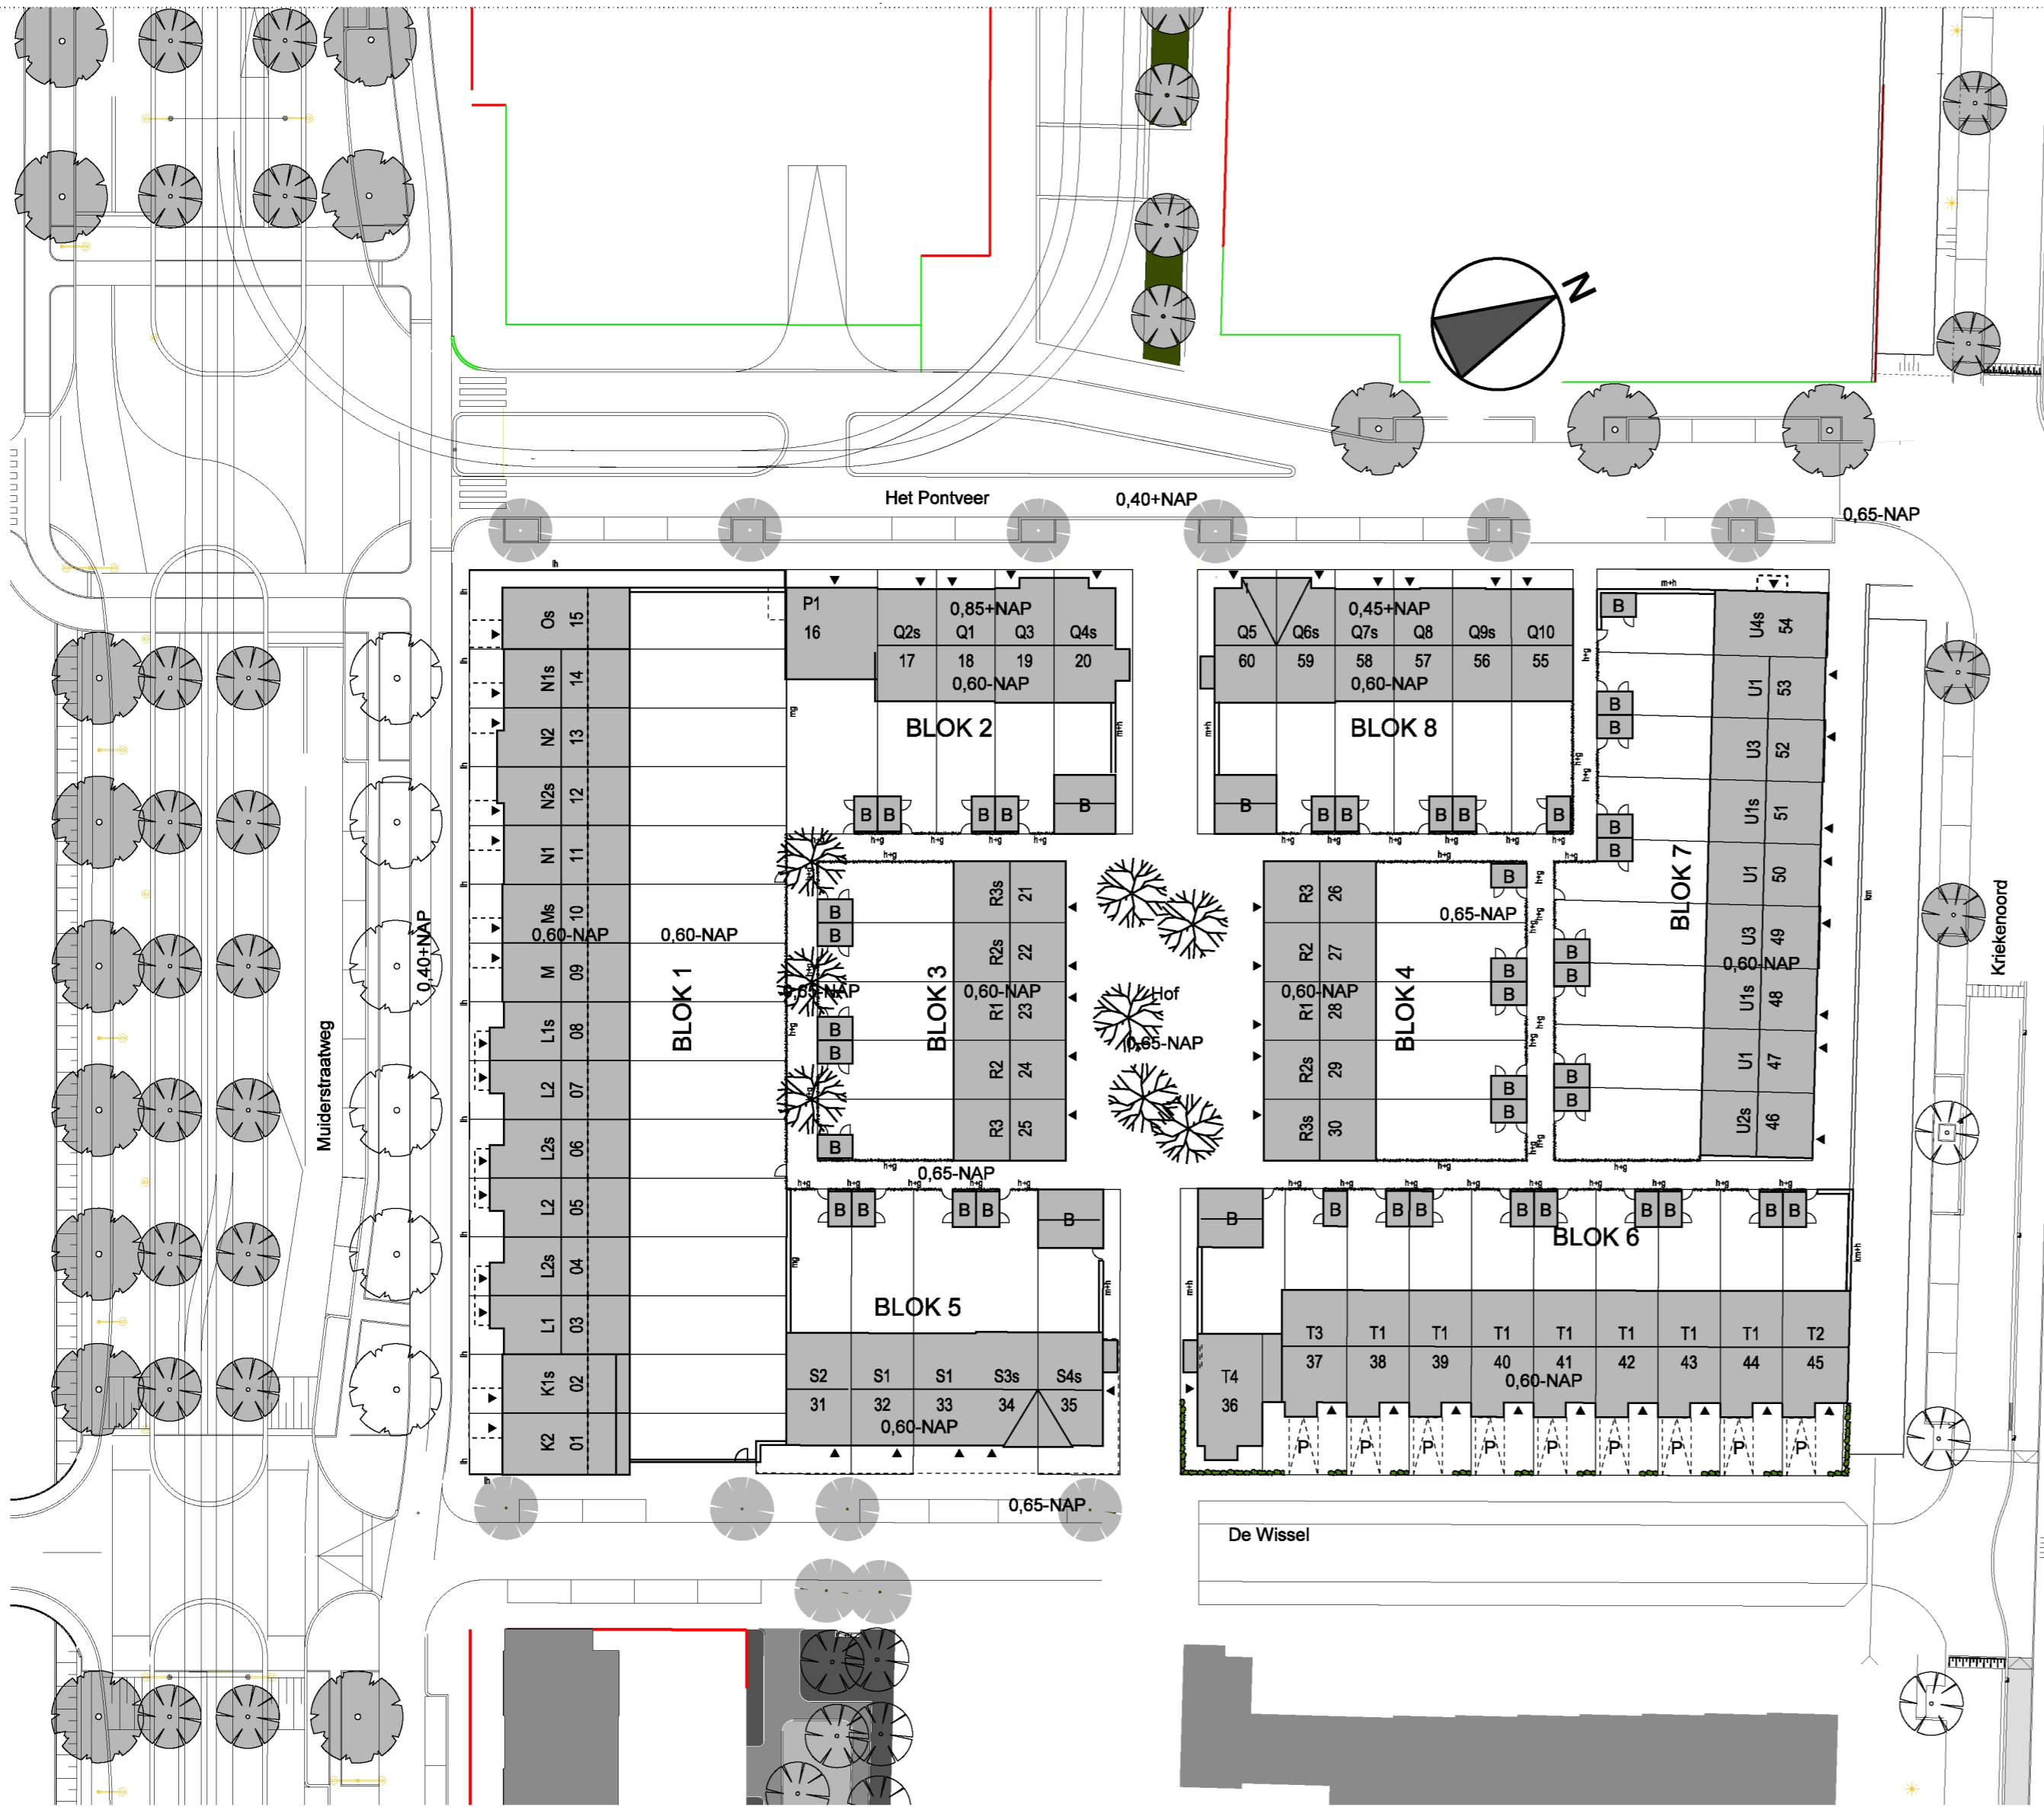 N
Het Pontveer
0,40+NAP
0,65-NAP
lh
m+h
Os 15
N1s 14
N2 13
N2s 12
N1 11
Ms 10
M 09
L1s 08
L2 07
L2s 06
L2 05
L2s 04
L1 03
K1s 02
K2 01
0,60-NAP
0,60-NAP
BLOK 1
0,40+NAP
Muiderstraatweg
P1
16
0,85+NAP
Q2s Q1 Q3 Q4s
17 18 19 20
0,60-NAP
BLOK 2
mg
m+h
B B B B B
h+g h+g h+g h+g
0,45+NAP
Q5 Q6s Q7s Q8 Q9s Q10
60 59 58 57 56 55
0,60-NAP
BLOK 8
m+h
B B B B B B
h+g h+g h+g h+g h+g
U4s 54
U1 53
U3 52
U1s 51
U1 50
U3 49
0,60-NAP
U1s 48
U1 47
U2s 46
BLOK 7
B
B
B
B
B
B
B
B
B
h+g
h+g
km
Kriekenoord
R3s 21
R2s 22
R1 23
R2 24
R3 25
0,65-NAP
0,60-NAP
BLOK 3
B
B
B
B
B
h+g
Hof
0,65-NAP
R3 26
R2 27
R1 28
R2s 29
R3s 30
0,60-NAP
0,65-NAP
BLOK 4
B
B
B
B
B
h+g
0,65-NAP
h+g h+g h+g h+g h+g
B B B B B
mg
m+h
BLOK 5
S2 S1 S1 S3s S4s
31 32 33 34 35
0,60-NAP
h+g h+g h+g h+g h+g h+g h+g h+g h+g
B B B B B B B B B B
BLOK 6
m+h
km+h
T4
36
T3 T1 T1 T1 T1 T1 T1 T1 T2
37 38 39 40 41 42 43 44 45
0,60-NAP
P P P P P P P P P
lh
0,65-NAP
De Wissel